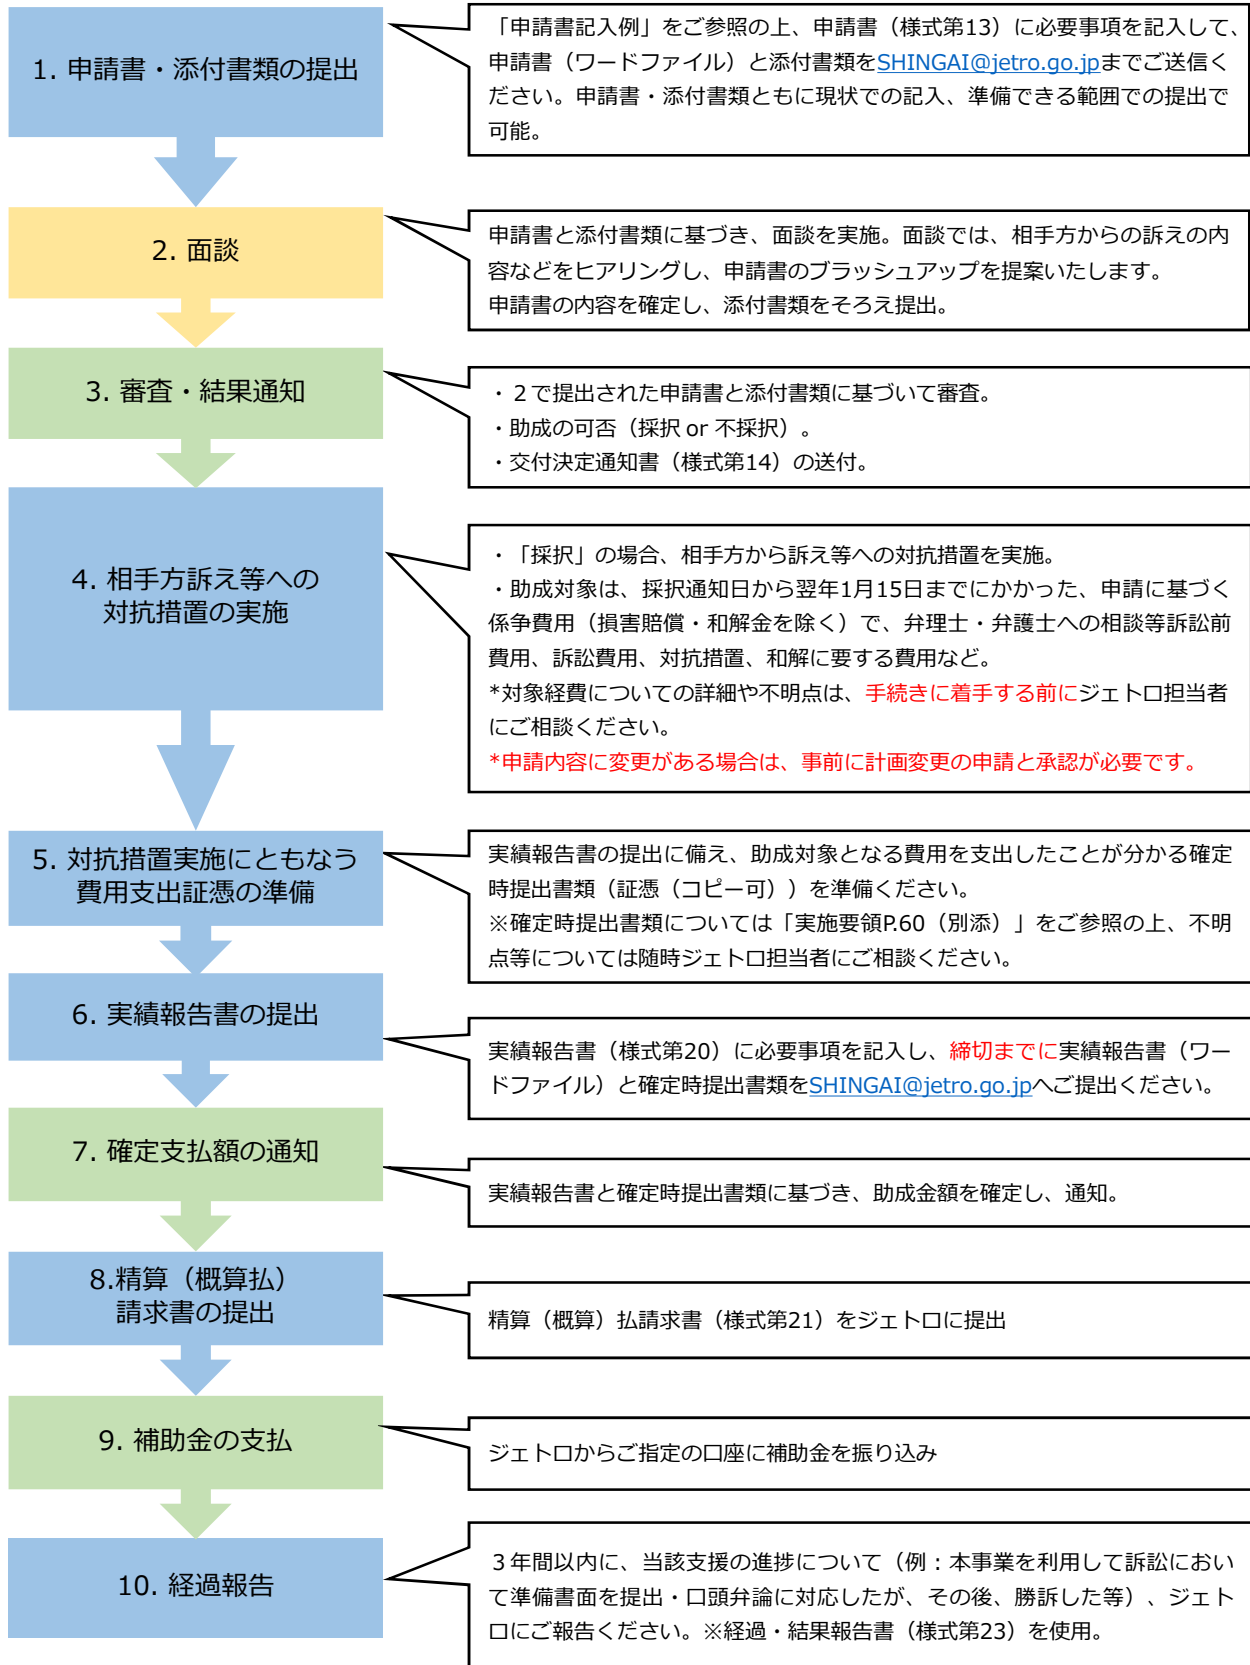 1. 申請書・添付書類の提出
「申請書記入例」をご参照の上、申請書（様式第13）に必要事項を記入して、
申請書（ワードファイル）と添付書類をSHINGAI@jetro.go.jpまでご送信く
ださい。申請書・添付書類ともに現状での記入、準備できる範囲での提出で
可能。
2. 面談
申請書と添付書類に基づき、面談を実施。面談では、相手方からの訴えの内
容などをヒアリングし、申請書のブラッシュアップを提案いたします。
申請書の内容を確定し、添付書類をそろえ提出。
3. 審査・結果通知
・２で提出された申請書と添付書類に基づいて審査。
・助成の可否（採択 or 不採択）。
・交付決定通知書（様式第14）の送付。
4. 相手方訴え等への
対抗措置の実施
・「採択」の場合、相手方から訴え等への対抗措置を実施。
・助成対象は、採択通知日から翌年1月15日までにかかった、申請に基づく
係争費用（損害賠償・和解金を除く）で、弁理士・弁護士への相談等訴訟前
費用、訴訟費用、対抗措置、和解に要する費用など。
*対象経費についての詳細や不明点は、手続きに着手する前にジェトロ担当者
にご相談ください。
*申請内容に変更がある場合は、事前に計画変更の申請と承認が必要です。
5. 対抗措置実施にともなう
費用支出証憑の準備
実績報告書の提出に備え、助成対象となる費用を支出したことが分かる確定
時提出書類（証憑（コピー可））を準備ください。
※確定時提出書類については「実施要領P.60（別添）」をご参照の上、不明
点等については随時ジェトロ担当者にご相談ください。
6. 実績報告書の提出
実績報告書（様式第20）に必要事項を記入し、締切までに実績報告書（ワー
ドファイル）と確定時提出書類をSHINGAI@jetro.go.jpへご提出ください。
7. 確定支払額の通知
実績報告書と確定時提出書類に基づき、助成金額を確定し、通知。
8.精算（概算払）
請求書の提出
精算（概算）払請求書（様式第21）をジェトロに提出
9. 補助金の支払
ジェトロからご指定の口座に補助金を振り込み
10. 経過報告
３年間以内に、当該支援の進捗について（例：本事業を利用して訴訟におい
て準備書面を提出・口頭弁論に対応したが、その後、勝訴した等）、ジェト
ロにご報告ください。※経過・結果報告書（様式第23）を使用。